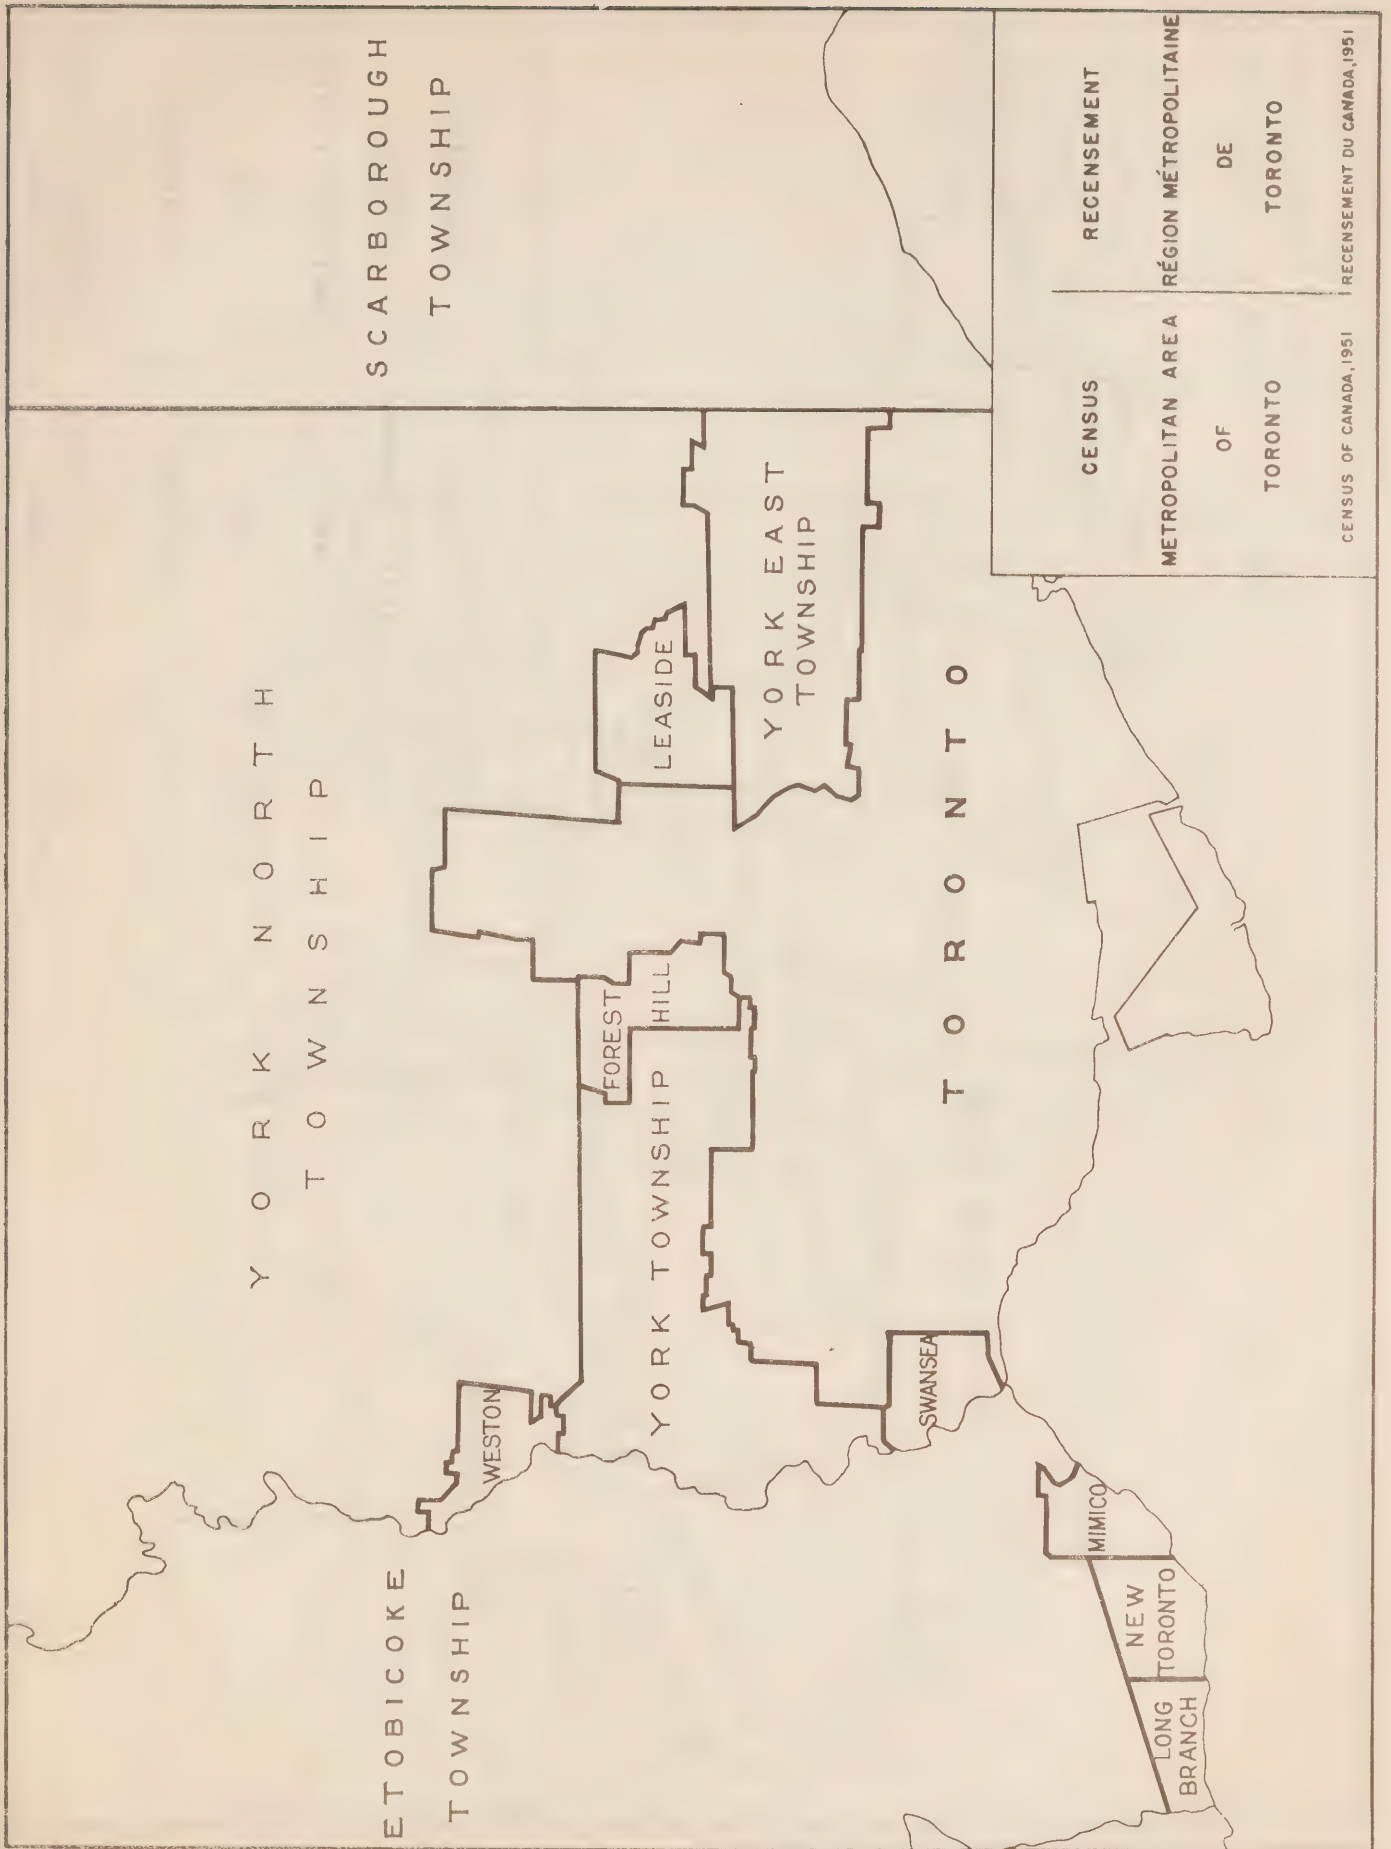 YORK NORTH
TOWNSHIP
SCARBOROUGH
TOWNSHIP
ETOBICOKE
TOWNSHIP
WESTON
FOREST
HILL
LEASIDE
YORK TOWNSHIP
YORK EAST
TOWNSHIP
SWANSEA
TORONTO
MIMICO
NEW
TORONTO
LONG
BRANCH
CENSUS
METROPOLITAN AREA
OF
TORONTO
CENSUS OF CANADA, 1951
RECENSEMENT
RÉGION MÉTROPOLITAINE
DE
TORONTO
RECENSEMENT DU CANADA, 1951